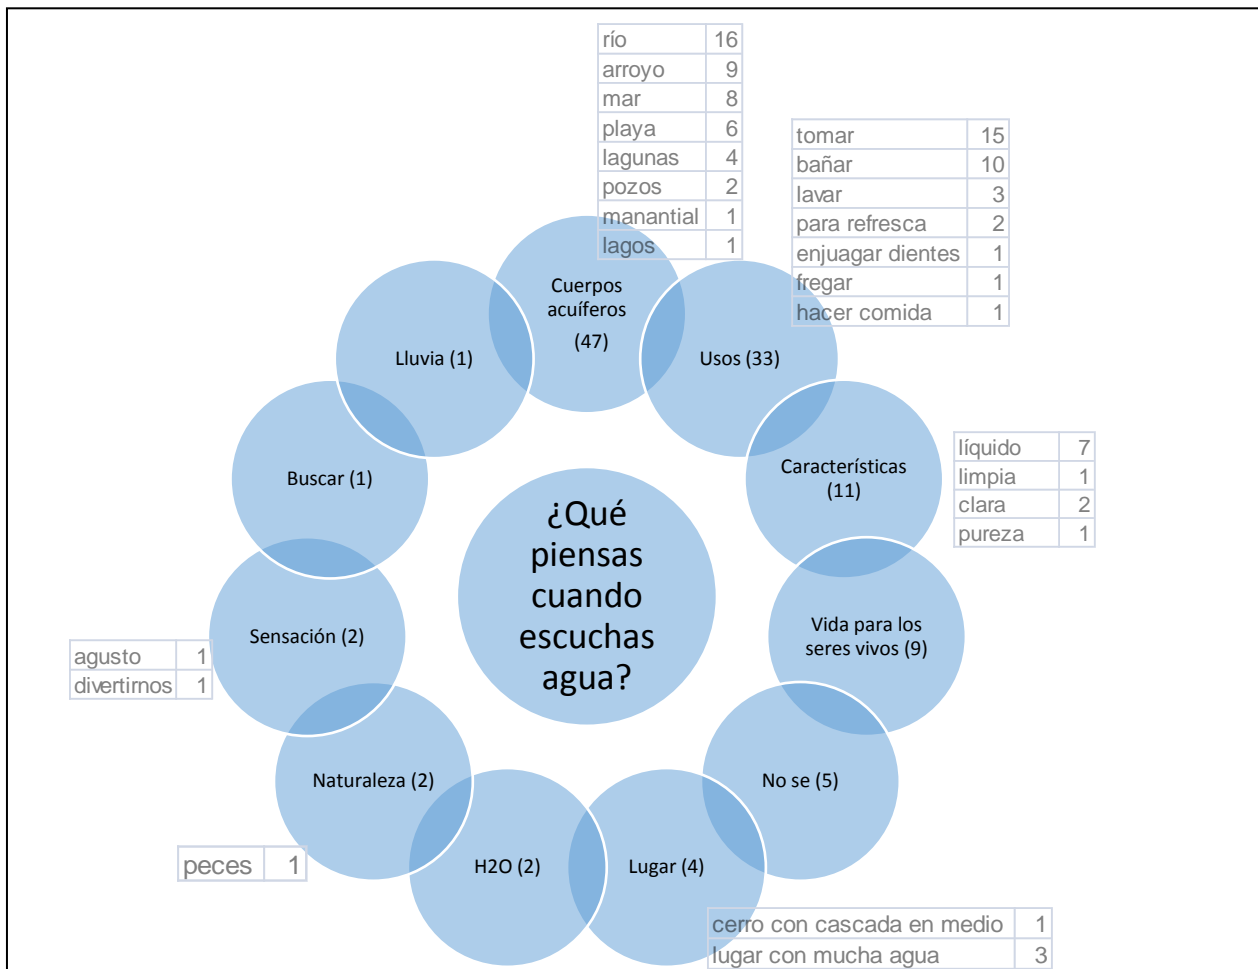 río 16
arroyo 9
mar 8
playa 6
lagunas 4
pozos 2
manantial 1
lagos 1
tomar 15
bañar 10
lavar 3
para refresca 2
enjuagar dientes 1
fregar 1
hacer comida 1
Cuerpos
acuíferos
(47)
Usos (33)
Lluvia (1)
Características
(11)
líquido 7
limpia 1
clara 2
pureza 1
Buscar (1)
¿Qué
piensas
cuando
escuchas
agua?
Vida para los
seres vivos (9)
Sensación (2)
agusto 1
divertirnos 1
No se (5)
Naturaleza (2)
peces 1
H2O (2)
Lugar (4)
cerro con cascada en medio 1
lugar con mucha agua 3